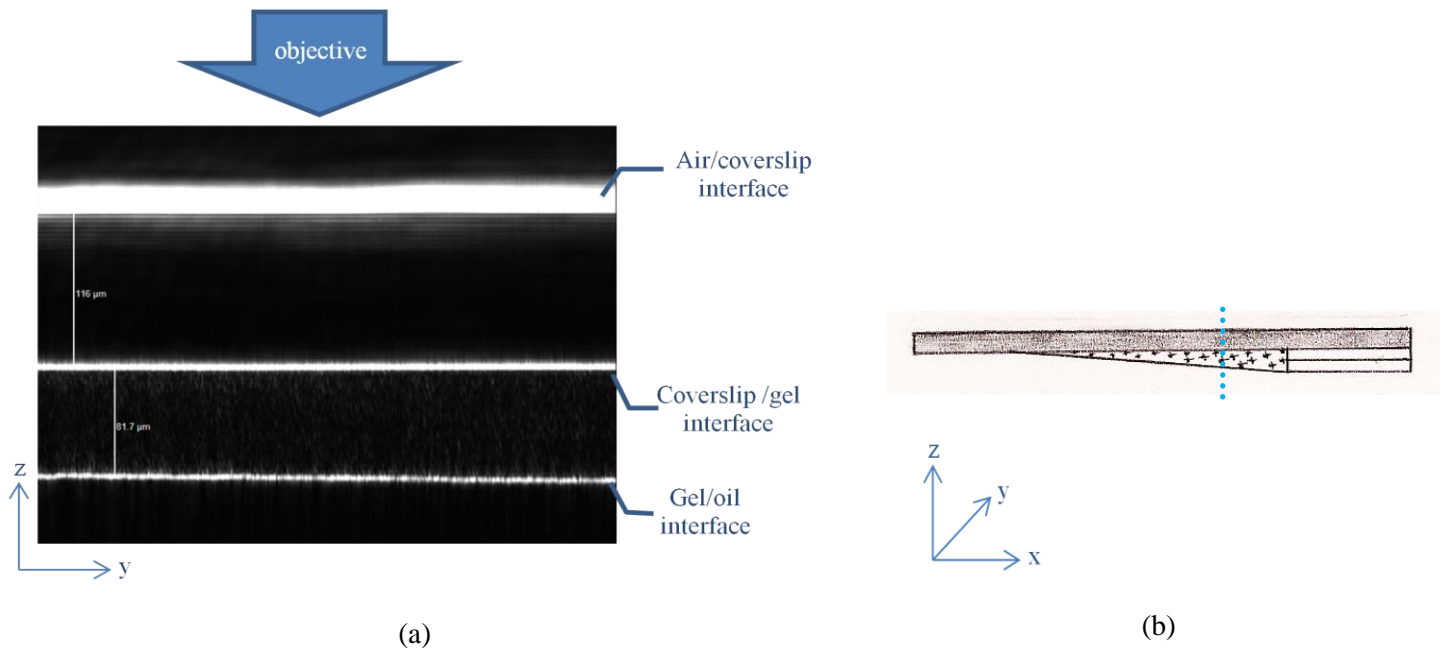 objective
Air/coverslip
interface
116 µm
Coverslip /gel
interface
81.7 µm
Gel/oil
interface
z
y
(a)
z
y
x
(b)